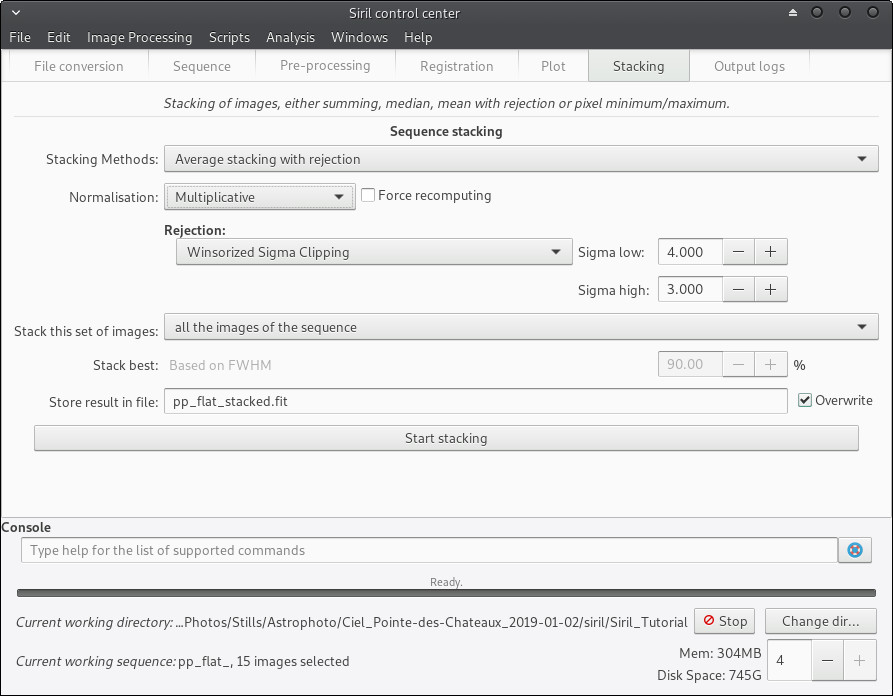 Siril control center
File Edit Image Processing Scripts Analysis Windows Help
File conversion Sequence Pre-processing Registration Plot Stacking Output logs
Stacking of images, either summing, median, mean with rejection or pixel minimum/maximum.
Sequence stacking
Stacking Methods: Average stacking with rejection
Normalisation: Multiplicative Force recomputing
Rejection:
Winsorized Sigma Clipping Sigma low: 4.000 − +
Sigma high: 3.000 − +
Stack this set of images: all the images of the sequence
Stack best: Based on FWHM 90.00 − + %
Store result in file: pp_flat_stacked.fit Overwrite
Start stacking
Console
Type help for the list of supported commands
Ready.
Current working directory: ...Photos/Stills/Astrophoto/Ciel_Pointe-des-Chateaux_2019-01-02/siril/Siril_Tutorial Stop Change dir...
Current working sequence: pp_flat_, 15 images selected Mem: 304MB 4 − +
Disk Space: 745G